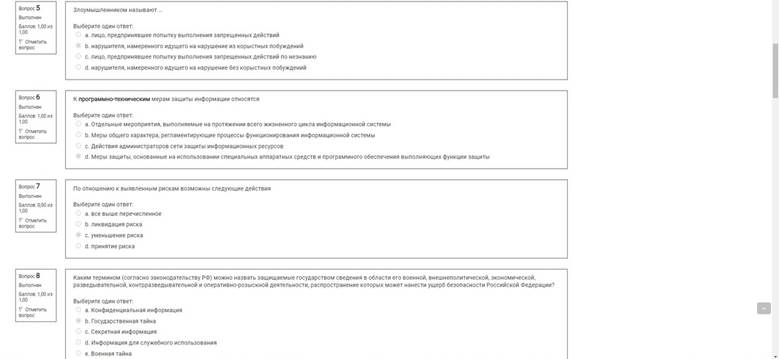 Вопрос 5
Выполнен
Баллов: 1,00 из
1,00
Отметить
вопрос
Злоумышленником называют ...
Выберите один ответ:
a. лицо, предпринявшее попытку выполнения запрещенных действий
b. нарушителя, намеренного идущего на нарушение из корыстных побуждений
c. лицо, предпринявшее попытку выполнения запрещенных действий по незнанию
d. нарушителя, намеренного идущего на нарушение без корыстных побуждений
Вопрос 6
Выполнен
Баллов: 1,00 из
1,00
Отметить
вопрос
К программно-техническим мерам защиты информации относятся
Выберите один ответ:
a. Отдельные мероприятия, выполняемые на протяжении всего жизненного цикла информационной системы
b. Меры общего характера, регламентирующие процессы функционирования информационной системы
c. Действия администраторов сети защиты информационных ресурсов
d. Меры защиты, основанные на использовании специальных аппаратных средств и программного обеспечения выполняющих функции защиты
Вопрос 7
Выполнен
Баллов: 0,00 из
1,00
Отметить
вопрос
По отношению к выявленным рискам возможны следующие действия
Выберите один ответ:
a. все выше перечисленное
b. ликвидация риска
c. уменьшение риска
d. принятие риска
Вопрос 8
Выполнен
Баллов: 1,00 из
1,00
Отметить
вопрос
Каким термином (согласно законодательству РФ) можно назвать защищаемые государством сведения в области его военной, внешнеполитической, экономической,
разведывательной, контрразведывательной и оперативно-розыскной деятельности, распространение которых может нанести ущерб безопасности Российской Федерации?
Выберите один ответ:
a. Конфиденциальная информация
b. Государственная тайна
c. Секретная информация
d. Информация для служебного использования
e. Военная тайна